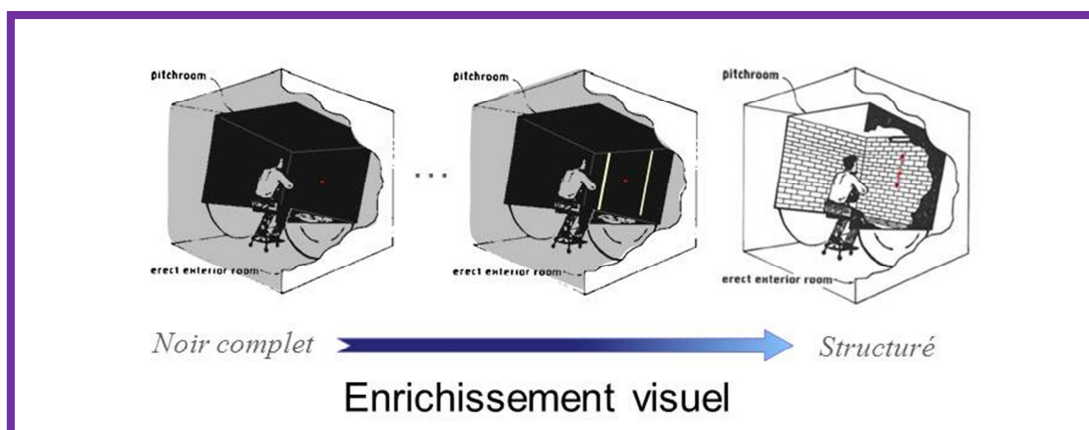 pitchroom
pitchroom
pitchroom
...
erect exterior room
erect exterior room
erect exterior room
Noir complet
Structuré
Enrichissement visuel